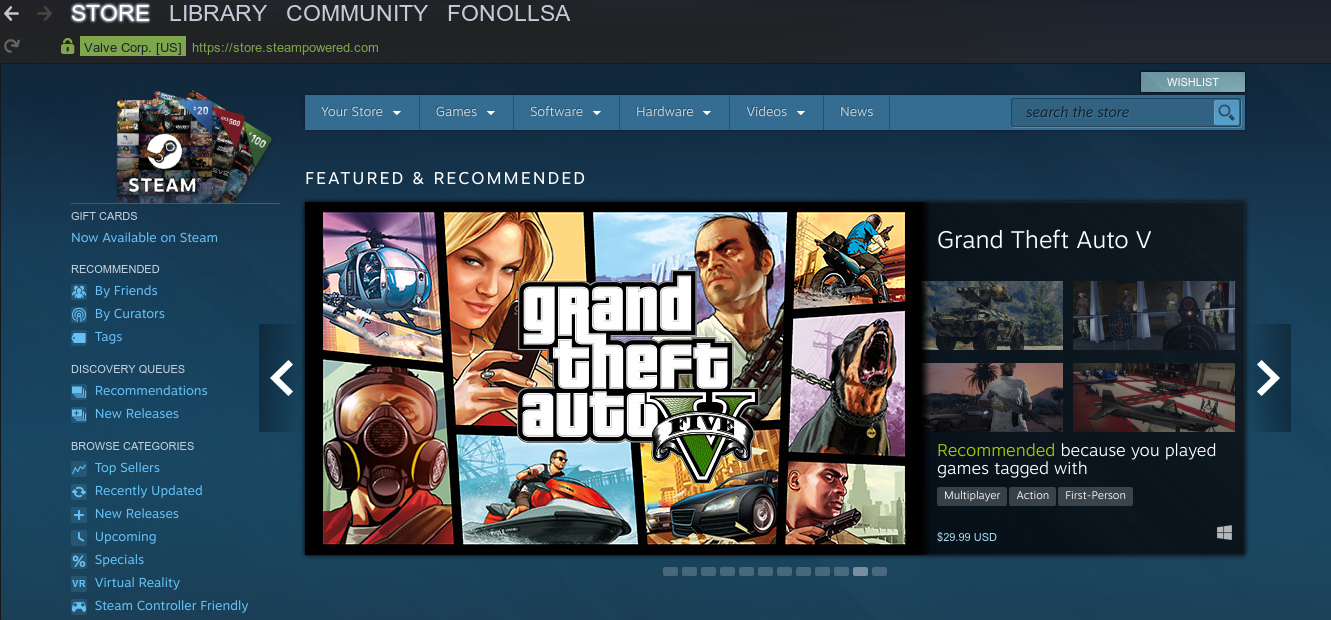 STORE LIBRARY COMMUNITY FONOLLSA
Valve Corp. [US] https://store.steampowered.com
WISHLIST
Your Store Games Software Hardware Videos News search the store
$20
500
100
STEAM
GIFT CARDS
Now Available on Steam
RECOMMENDED
By Friends
By Curators
Tags
DISCOVERY QUEUES
Recommendations
New Releases
BROWSE CATEGORIES
Top Sellers
Recently Updated
New Releases
Upcoming
Specials
VR Virtual Reality
Steam Controller Friendly
FEATURED & RECOMMENDED
grand
theft
auto V
FIVE
Grand Theft Auto V
Recommended because you played
games tagged with
Multiplayer Action First-Person
$29.99 USD